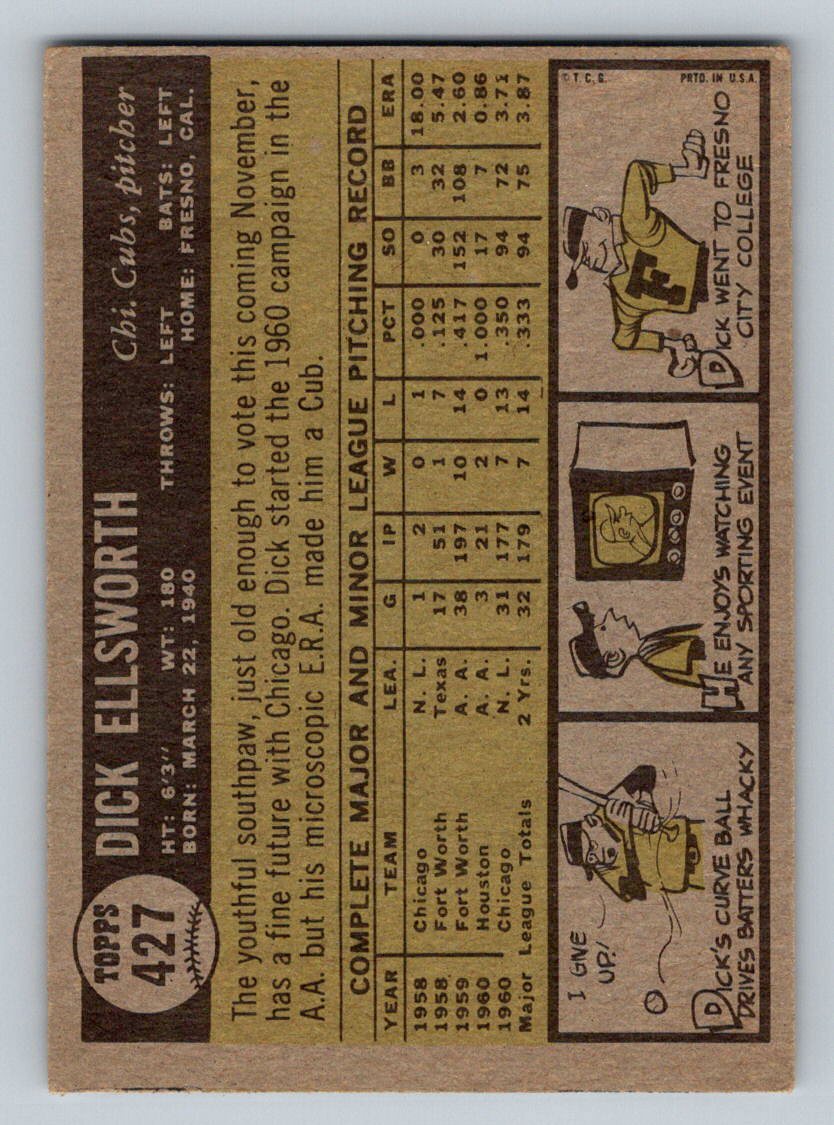 TOPPS
427
DICK ELLSWORTH
Chi. Cubs, pitcher
HT: 6'3" WT: 180 THROWS: LEFT BATS: LEFT
BORN: MARCH 22, 1940 HOME: FRESNO, CAL.
The youthful southpaw, just old enough to vote this coming November,
has a fine future with Chicago. Dick started the 1960 campaign in the
A.A. but his microscopic E.R.A. made him a Cub.
COMPLETE MAJOR AND MINOR LEAGUE PITCHING RECORD
YEAR TEAM LEA. G IP W L PCT SO BB ERA
1958 Chicago N. L. 1 2 0 1 .000 0 3 18.00
1958 Fort Worth Texas 17 51 1 7 .125 30 32 5.47
1959 Fort Worth A. A. 38 197 10 14 .417 152 108 2.60
1960 Houston A. A. 3 21 2 0 1.000 17 7 0.86
1960 Chicago N. L. 31 177 7 13 .350 94 72 3.71
Major League Totals 2 Yrs. 32 179 7 14 .333 94 75 3.87
I GIVE
UP!
DICK'S CURVE BALL
DRIVES BATTERS WHACKY
HE ENJOYS WATCHING
ANY SPORTING EVENT
© T. C. G. PRTD. IN U.S.A.
F
DICK WENT TO FRESNO
CITY COLLEGE